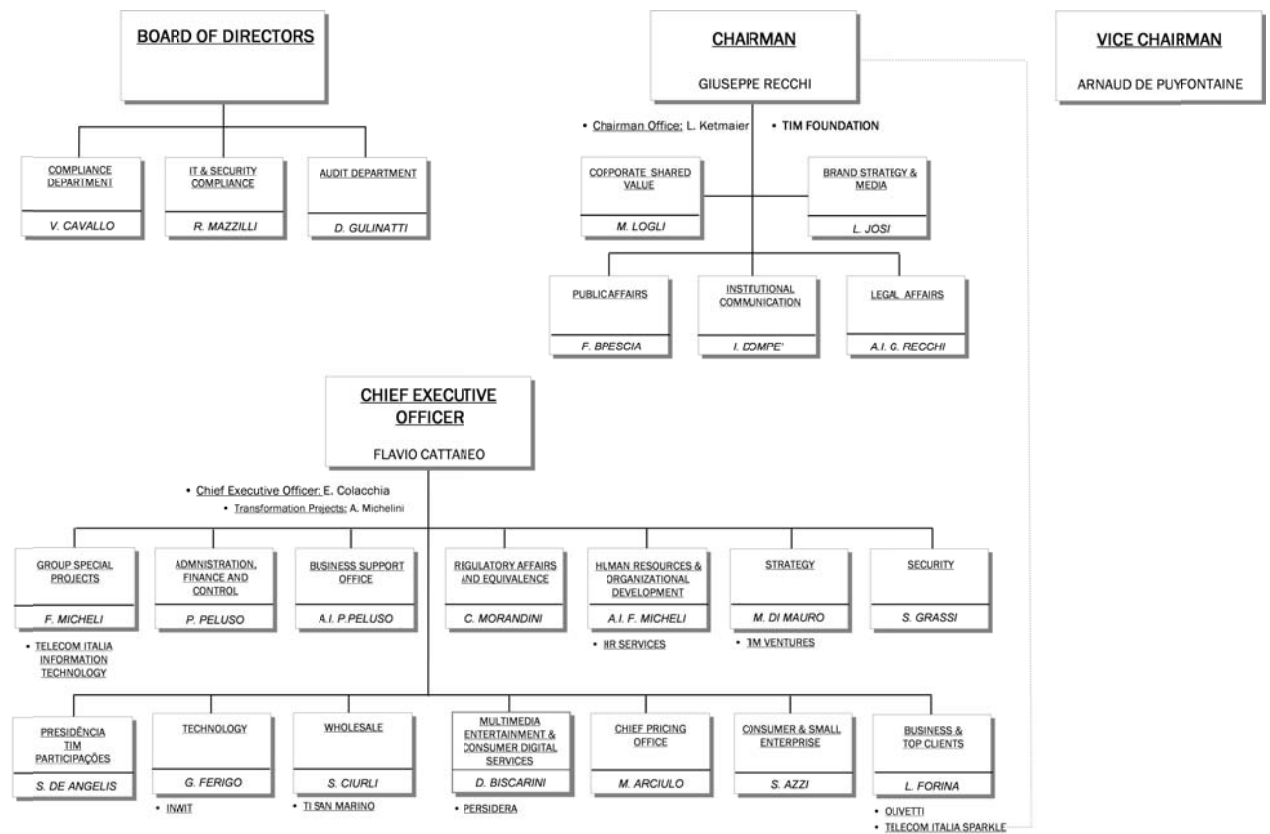 BOARD OF DIRECTORS
CHAIRMAN
GIUSEPPE RECCHI
VICE CHAIRMAN
ARNAUD DE PUYFONTAINE
• Chairman Office: L. Ketmaier
• TIM FOUNDATION
COMPLIANCE
DEPARTMENT
V. CAVALLO
IT & SECURITY
COMPLIANCE
R. MAZZILLI
AUDIT DEPARTMENT
D. GULINATTI
CORPORATE SHARED
VALUE
M. LOGLI
BRAND STRATEGY &
MEDIA
L. JOSI
PUBLIC AFFAIRS
F. BRESCIA
INSTITUTIONAL
COMMUNICATION
I. DOMPE'
LEGAL AFFAIRS
A.I. G. RECCHI
CHIEF EXECUTIVE
OFFICER
FLAVIO CATTANEO
• Chief Executive Officer: E. Colacchia
• Transformation Projects: A. Michelini
GROUP SPECIAL
PROJECTS
F. MICHELI
• TELECOM ITALIA
INFORMATION
TECHNOLOGY
ADMNISTRATION,
FINANCE AND
CONTROL
P. PELUSO
BUSINESS SUPPORT
OFFICE
A.I. P.PELUSO
REGULATORY AFFAIRS
AND EQUIVALENCE
C. MORANDINI
HUMAN RESOURCES &
ORGANIZATIONAL
DEVELOPMENT
A.I. F. MICHELI
• HR SERVICES
STRATEGY
M. DI MAURO
• TIM VENTURES
SECURITY
S. GRASSI
PRESIDÊNCIA
TIM
PARTICIPAÇÕES
S. DE ANGELIS
TECHNOLOGY
G. FERIGO
• INWIT
WHOLESALE
S. CIURLI
• TI SAN MARINO
MULTIMEDIA
ENTERTAINMENT &
CONSUMER DIGITAL
SERVICES
D. BISCARINI
• PERSIDERA
CHIEF PRICING
OFFICE
M. ARCIULO
CONSUMER & SMALL
ENTERPRISE
S. AZZI
BUSINESS &
TOP CLIENTS
L. FORINA
• OLIVETTI
• TELECOM ITALIA SPARKLE